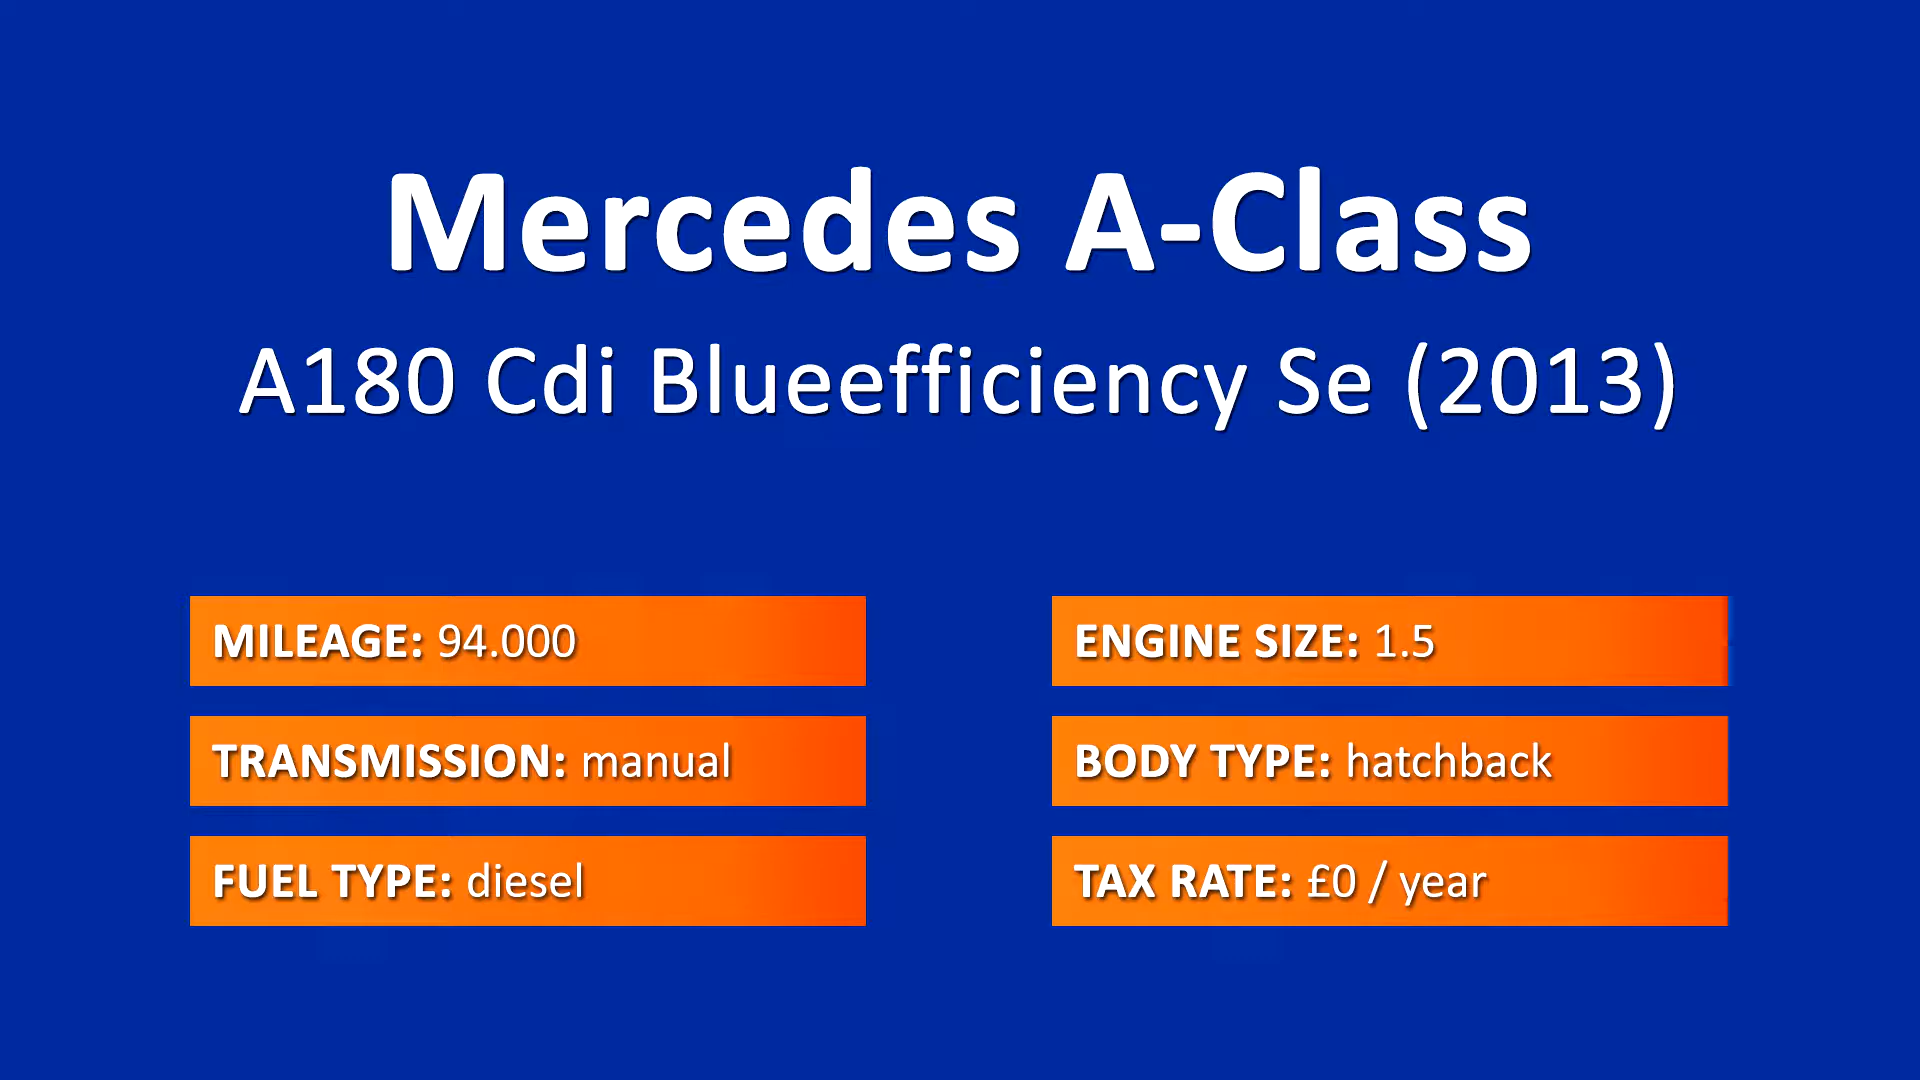 Mercedes A-Class
A180 Cdi Blueefficiency Se (2013)
MILEAGE: 94.000
ENGINE SIZE: 1.5
TRANSMISSION: manual
BODY TYPE: hatchback
FUEL TYPE: diesel
TAX RATE: £0 / year